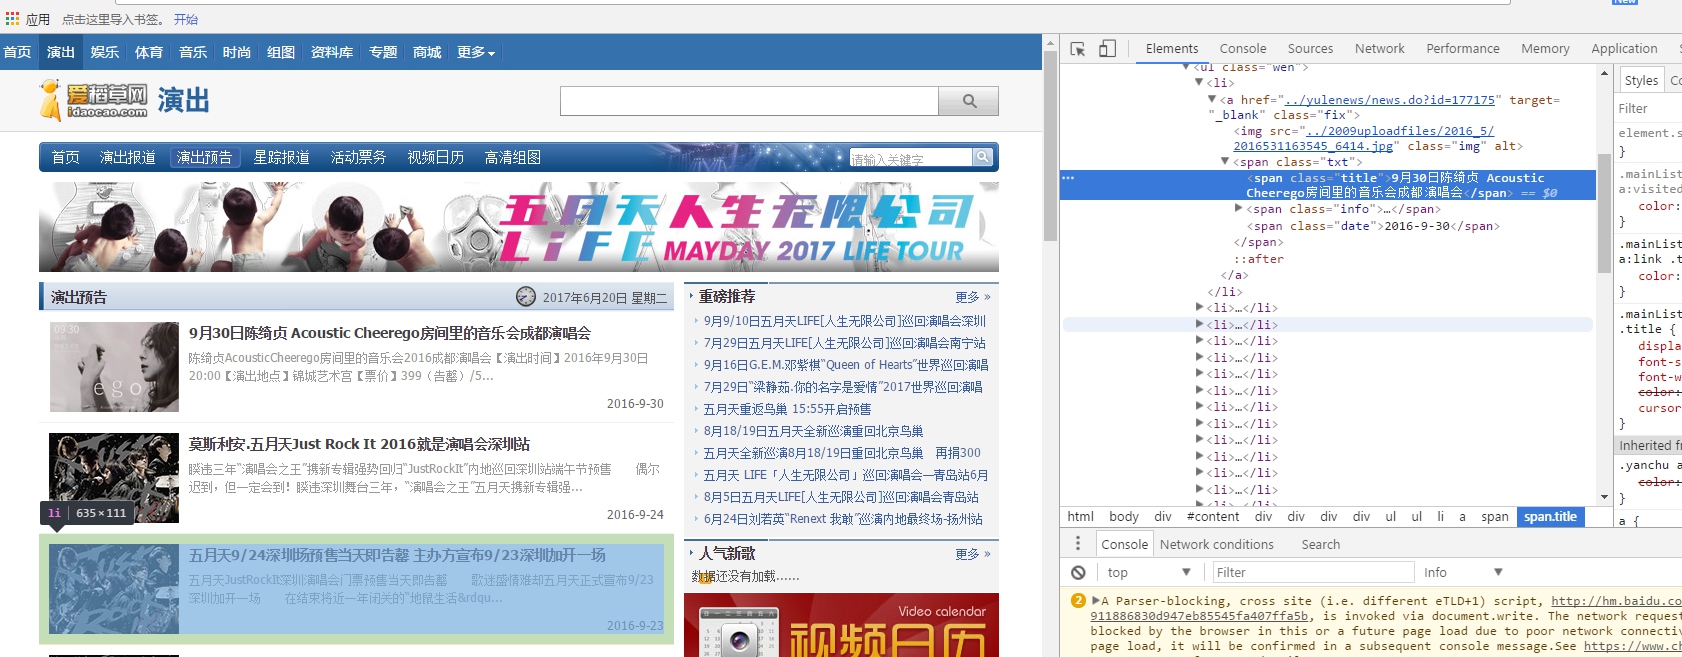 New
应用 点击这里导入书签。 开始
首页 演出 娱乐 体育 音乐 时尚 组图 资料库 专题 商城 更多
爱稻草网 演出
idaocao.com
首页 演出报道 演出预告 星踪报道 活动票务 视频日历 高清组图 请输入关键字
五月天人生无限公司
LiFE MAYDAY 2017 LIFE TOUR
演出预告 2017年6月20日 星期二
09:30
ego
9月30日陈绮贞 Acoustic Cheerego房间里的音乐会成都演唱会
陈绮贞AcousticCheerego房间里的音乐会2016成都演唱会【演出时间】2016年9月30日
20:00【演出地点】锦城艺术宫【票价】399（告罄）/5...
2016-9-30
莫斯利安.五月天Just Rock It 2016就是演唱会深圳站
睽违三年“演唱会之王”携新专辑强势回归“JustRockIt”内地巡回深圳站端午节预售 偶尔
迟到，但一定会到！睽违深圳舞台三年，“演唱会之王”五月天携新专辑强...
2016-9-24
li 635×111
五月天9/24深圳场预售当天即告罄 主办方宣布9/23深圳加开一场
五月天JustRockIt深圳演唱会门票预售当天即告罄 歌迷盛情难却五月天正式宣布9/23
深圳加开一场 在结束将近一年闭关的“地鼠生活&rdqu...
2016-9-23
重磅推荐 更多 »
9月9/10日五月天LIFE[人生无限公司]巡回演唱会深圳
7月29日五月天LIFE[人生无限公司]巡回演唱会南宁站
9月16日G.E.M.邓紫棋“Queen of Hearts”世界巡回演唱
7月29日“梁静茹.你的名字是爱情”2017世界巡回演唱
五月天重返鸟巢 15:55开启预售
8月18/19日五月天全新巡演重回北京鸟巢
五月天全新巡演8月18/19日重回北京鸟巢 再捐300
五月天 LIFE「人生无限公司」巡回演唱会—青岛站6月
8月5日五月天LIFE[人生无限公司]巡回演唱会青岛站
6月24日刘若英“Renext 我敢”巡演内地最终场-扬州站
人气新歌 更多 »
数据还没有加载......
Video calendar
视频日历
Elements Console Sources Network Performance Memory Application
<ul class="wen">
<li>
<a href="../yulenews/news.do?id=177175" target=
"_blank" class="fix">
<img src="../2009uploadfiles/2016_5/
2016531163545_6414.jpg" class="img" alt>
<span class="txt">
<span class="title">9月30日陈绮贞 Acoustic
Cheerego房间里的音乐会成都演唱会</span> == $0
<span class="info">…</span>
<span class="date">2016-9-30</span>
</span>
::after
</a>
</li>
<li>…</li>
<li>…</li>
<li>…</li>
<li>…</li>
<li>…</li>
<li>…</li>
<li>…</li>
<li>…</li>
<li>…</li>
<li>…</li>
<li>…</li>
<li>…</li>
html body div #content div div div div ul ul li a span span.title
Styles Co
Filter
element.s
}
.mainList
a:visited
color:
}
.mainList
a:link .t
color:
}
.mainList
.title {
displa
font-s
font-w
color:
cursor
}
Inherited fr
.yanchu a
color:
}
a {
Console Network conditions Search
top Filter Info
2 A Parser-blocking, cross site (i.e. different eTLD+1) script, http://hm.baidu.co
911886830d947eb85545fa407ffa5b, is invoked via document.write. The network request
blocked by the browser in this or a future page load due to poor network connectiv
page load, it will be confirmed in a subsequent console message.See https://www.ch